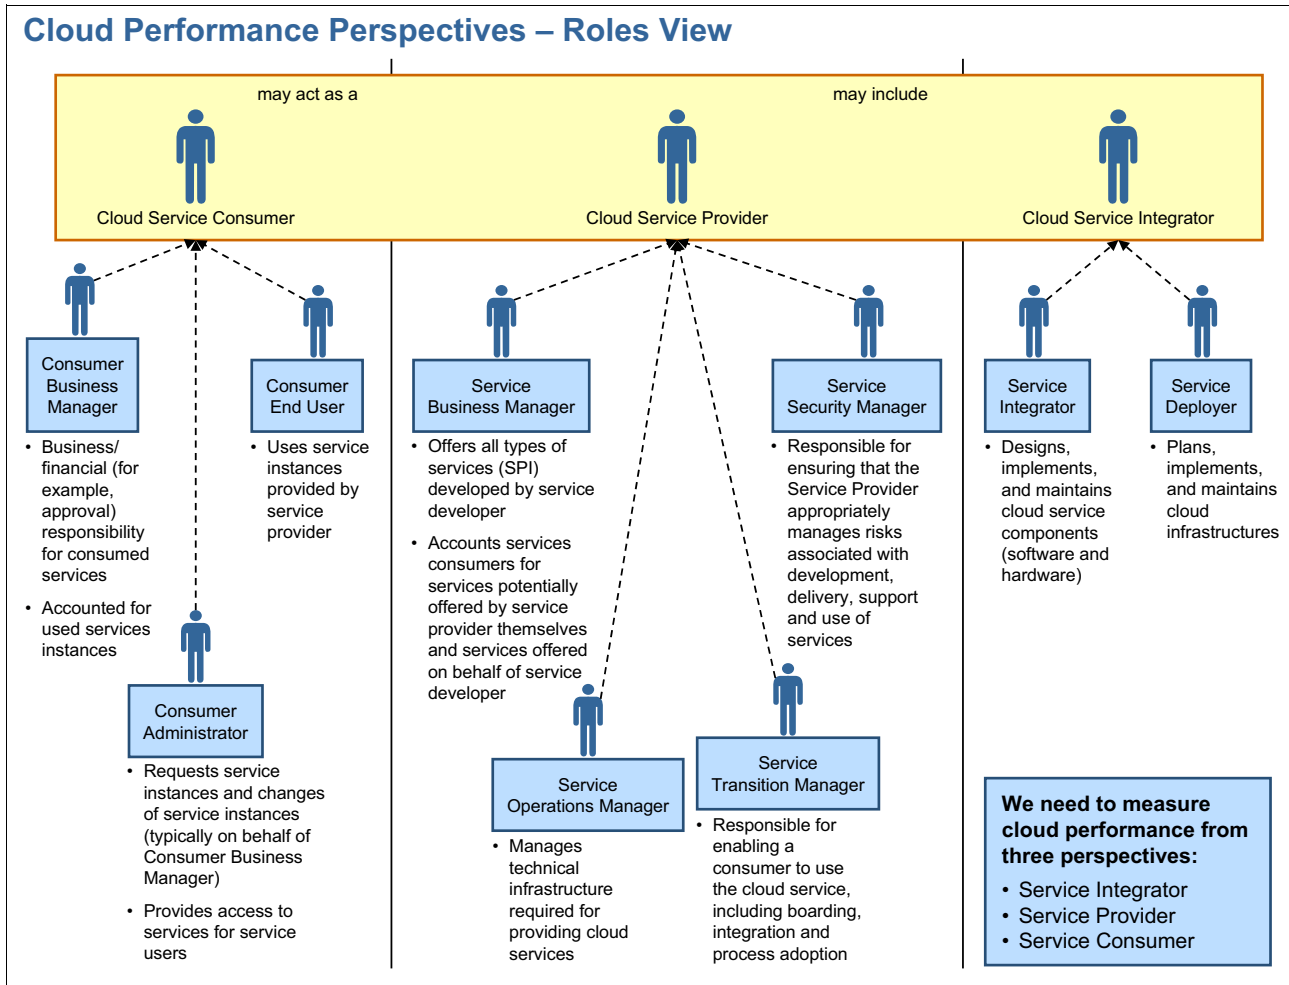 Cloud Performance Perspectives – Roles View
may act as a
may include
Cloud Service Consumer
Cloud Service Provider
Cloud Service Integrator
Consumer
Business
Manager
• Business/
financial (for
example,
approval)
responsibility
for consumed
services
• Accounted for
used services
instances
Consumer
End User
• Uses service
instances
provided by
service
provider
Consumer
Administrator
• Requests service
instances and changes
of service instances
(typically on behalf of
Consumer Business
Manager)
• Provides access to
services for service
users
Service
Business Manager
• Offers all types of
services (SPI)
developed by service
developer
• Accounts services
consumers for
services potentially
offered by service
provider themselves
and services offered
on behalf of service
developer
Service
Security Manager
• Responsible for
ensuring that the
Service Provider
appropriately
manages risks
associated with
development,
delivery, support
and use of
services
Service
Operations Manager
• Manages
technical
infrastructure
required for
providing cloud
services
Service
Transition Manager
• Responsible for
enabling a
consumer to use
the cloud service,
including boarding,
integration and
process adoption
Service
Integrator
• Designs,
implements,
and maintains
cloud service
components
(software and
hardware)
Service
Deployer
• Plans,
implements,
and maintains
cloud
infrastructures
We need to measure
cloud performance from
three perspectives:
• Service Integrator
• Service Provider
• Service Consumer